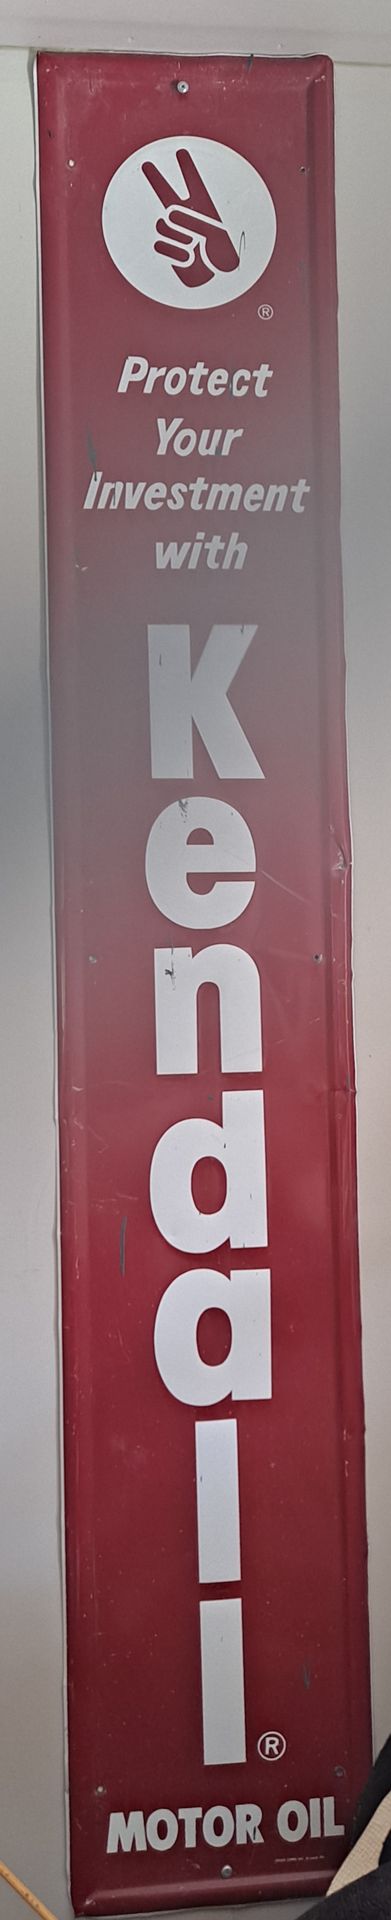 ®
Protect
Your
Investment
with
Kendall®
MOTOR OIL